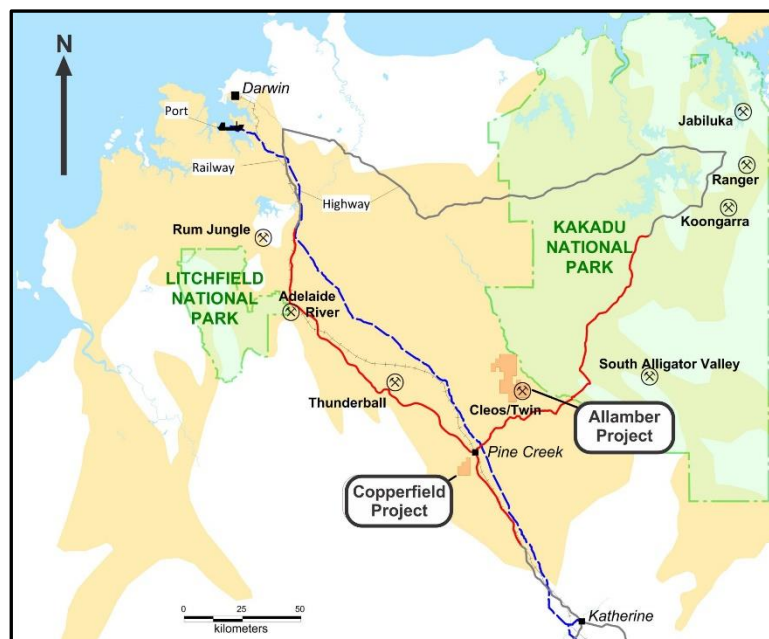 N
Darwin
Port
Railway
Highway
Jabiluka
Ranger
Koongarra
Rum Jungle
KAKADU
NATIONAL
PARK
LITCHFIELD
NATIONAL
PARK
Adelaide
River
South Alligator Valley
Thunderball
Cleos/Twin
Allamber
Project
Pine Creek
Copperfield
Project
0 25 50
kilometers
Katherine